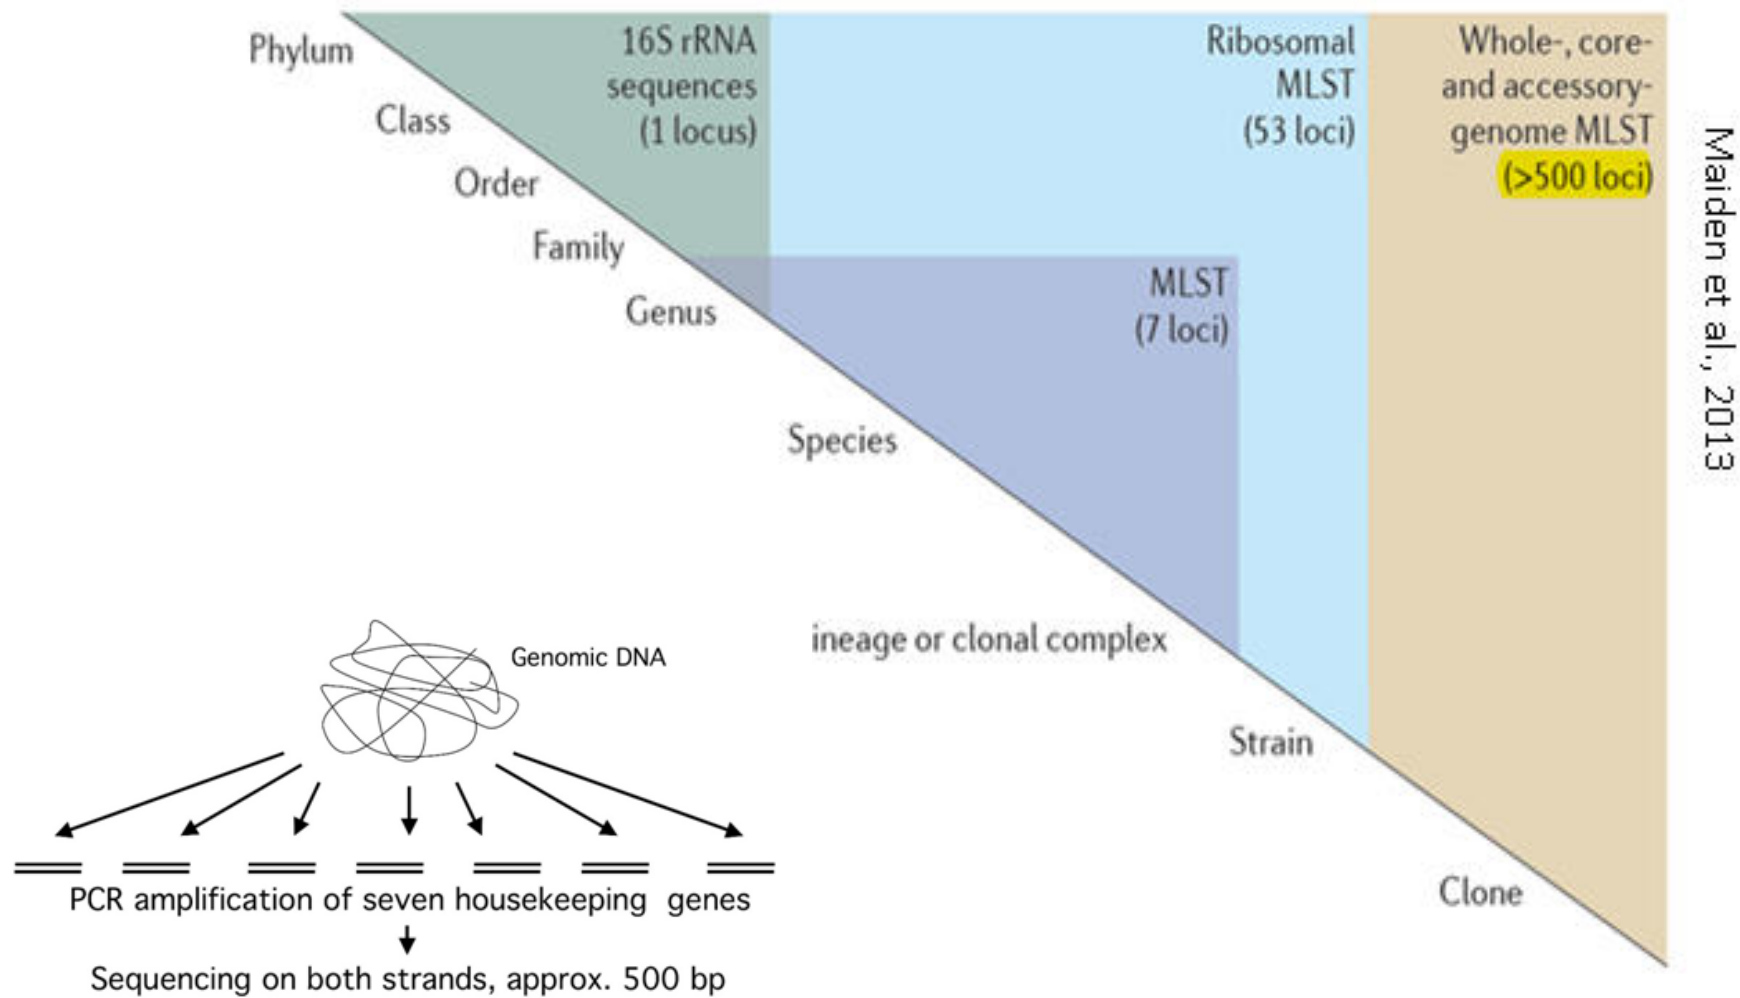 Phylum
Class
Order
Family
Genus
Species
ineage or clonal complex
Strain
Clone
16S rRNA
sequences
(1 locus)
Ribosomal
MLST
(53 loci)
Whole-, core-
and accessory-
genome MLST
(>500 loci)
MLST
(7 loci)
Maiden et al., 2013
Genomic DNA
PCR amplification of seven housekeeping genes
Sequencing on both strands, approx. 500 bp